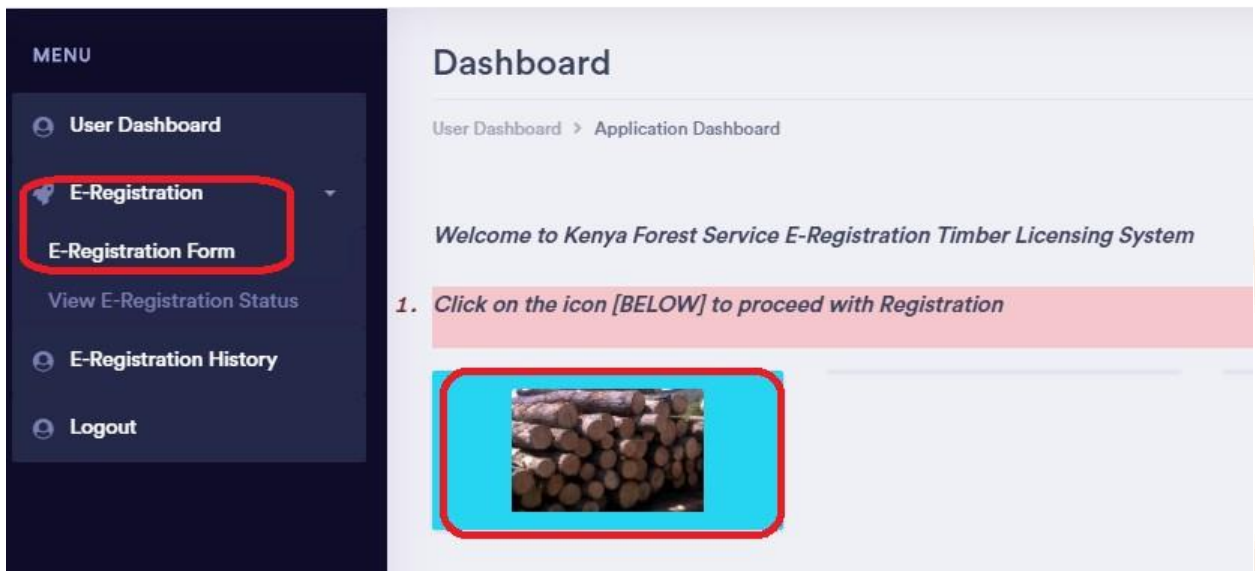 MENU
User Dashboard
E-Registration
E-Registration Form
View E-Registration Status
E-Registration History
Logout
Dashboard
User Dashboard > Application Dashboard
Welcome to Kenya Forest Service E-Registration Timber Licensing System
1. Click on the icon [BELOW] to proceed with Registration